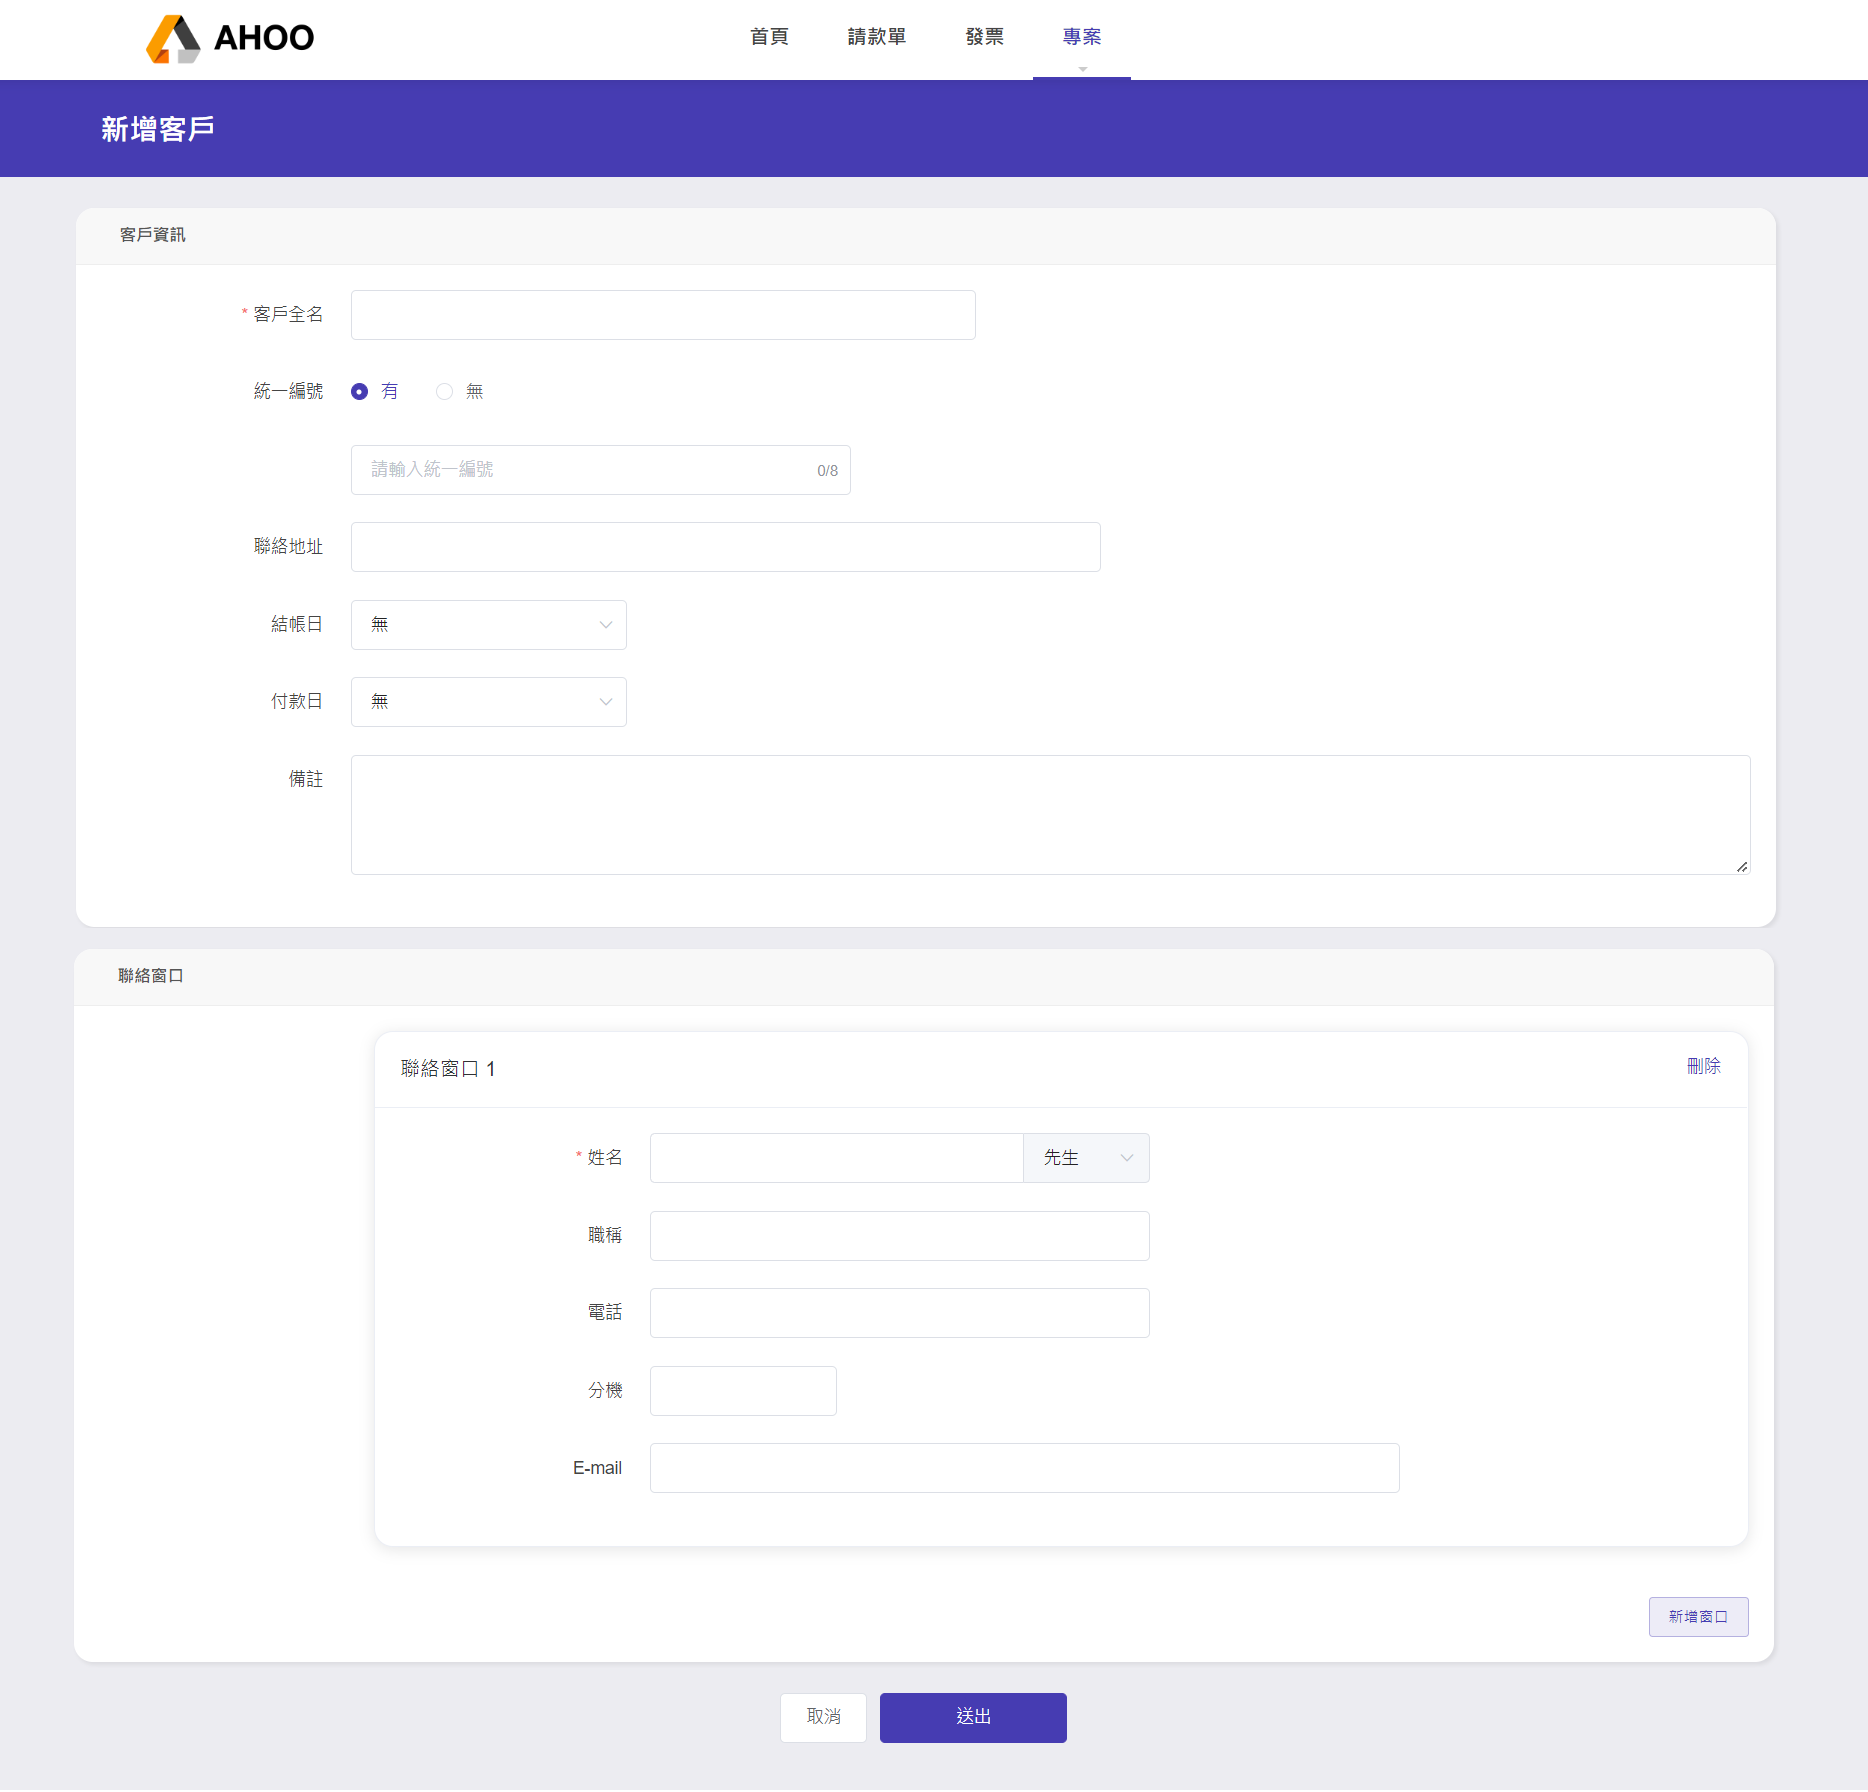 AHOO
首頁 請款單 發票 專案
新增客戶
客戶資訊
* 客戶全名
統一編號 有 無
請輸入統一編號 0/8
聯絡地址
結帳日 無
付款日 無
備註
聯絡窗口
聯絡窗口 1 刪除
* 姓名 先生
職稱
電話
分機
E-mail
新增窗口
取消 送出